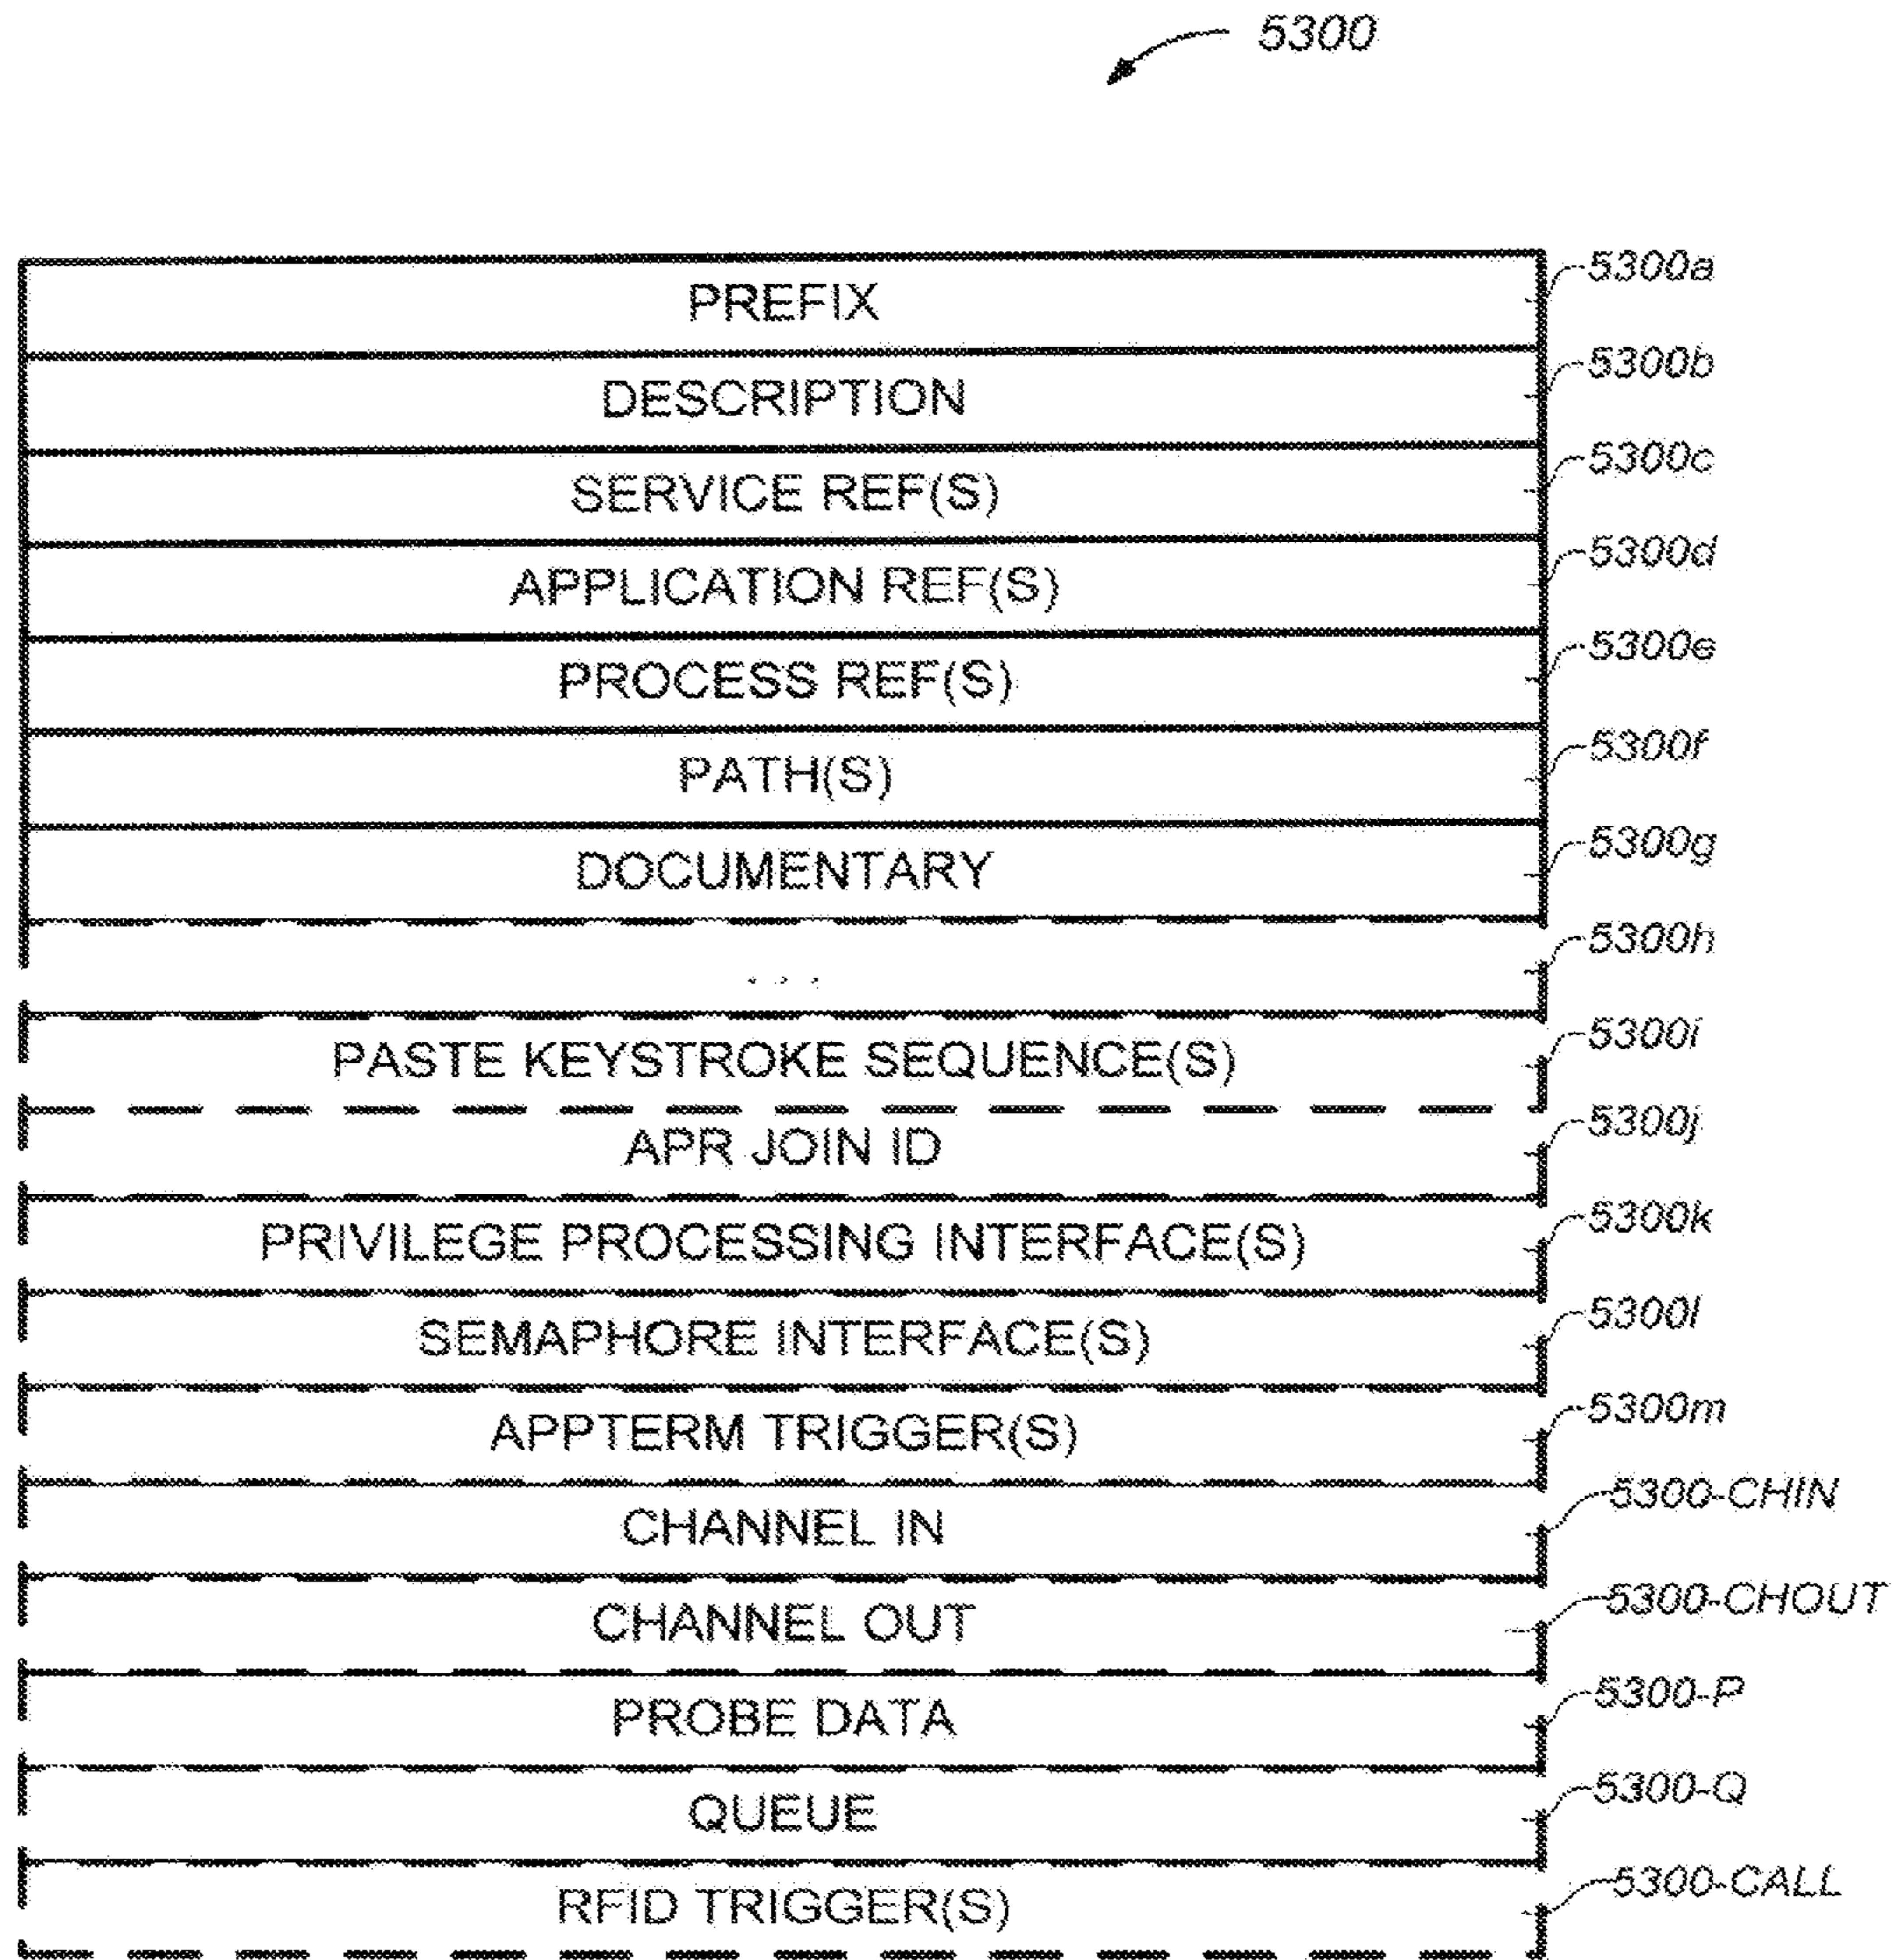 5300
PREFIX 5300a
DESCRIPTION 5300b
SERVICE REF(S) 5300c
APPLICATION REF(S) 5300d
PROCESS REF(S) 5300e
PATH(S) 5300f
DOCUMENTARY 5300g
... 5300h
PASTE KEYSTROKE SEQUENCE(S) 5300i
APR JOIN ID 5300j
PRIVILEGE PROCESSING INTERFACE(S) 5300k
SEMAPHORE INTERFACE(S) 5300l
APPTERM TRIGGER(S) 5300m
CHANNEL IN 5300-CHIN
CHANNEL OUT 5300-CHOUT
PROBE DATA 5300-P
QUEUE 5300-Q
RFID TRIGGER(S) 5300-CALL